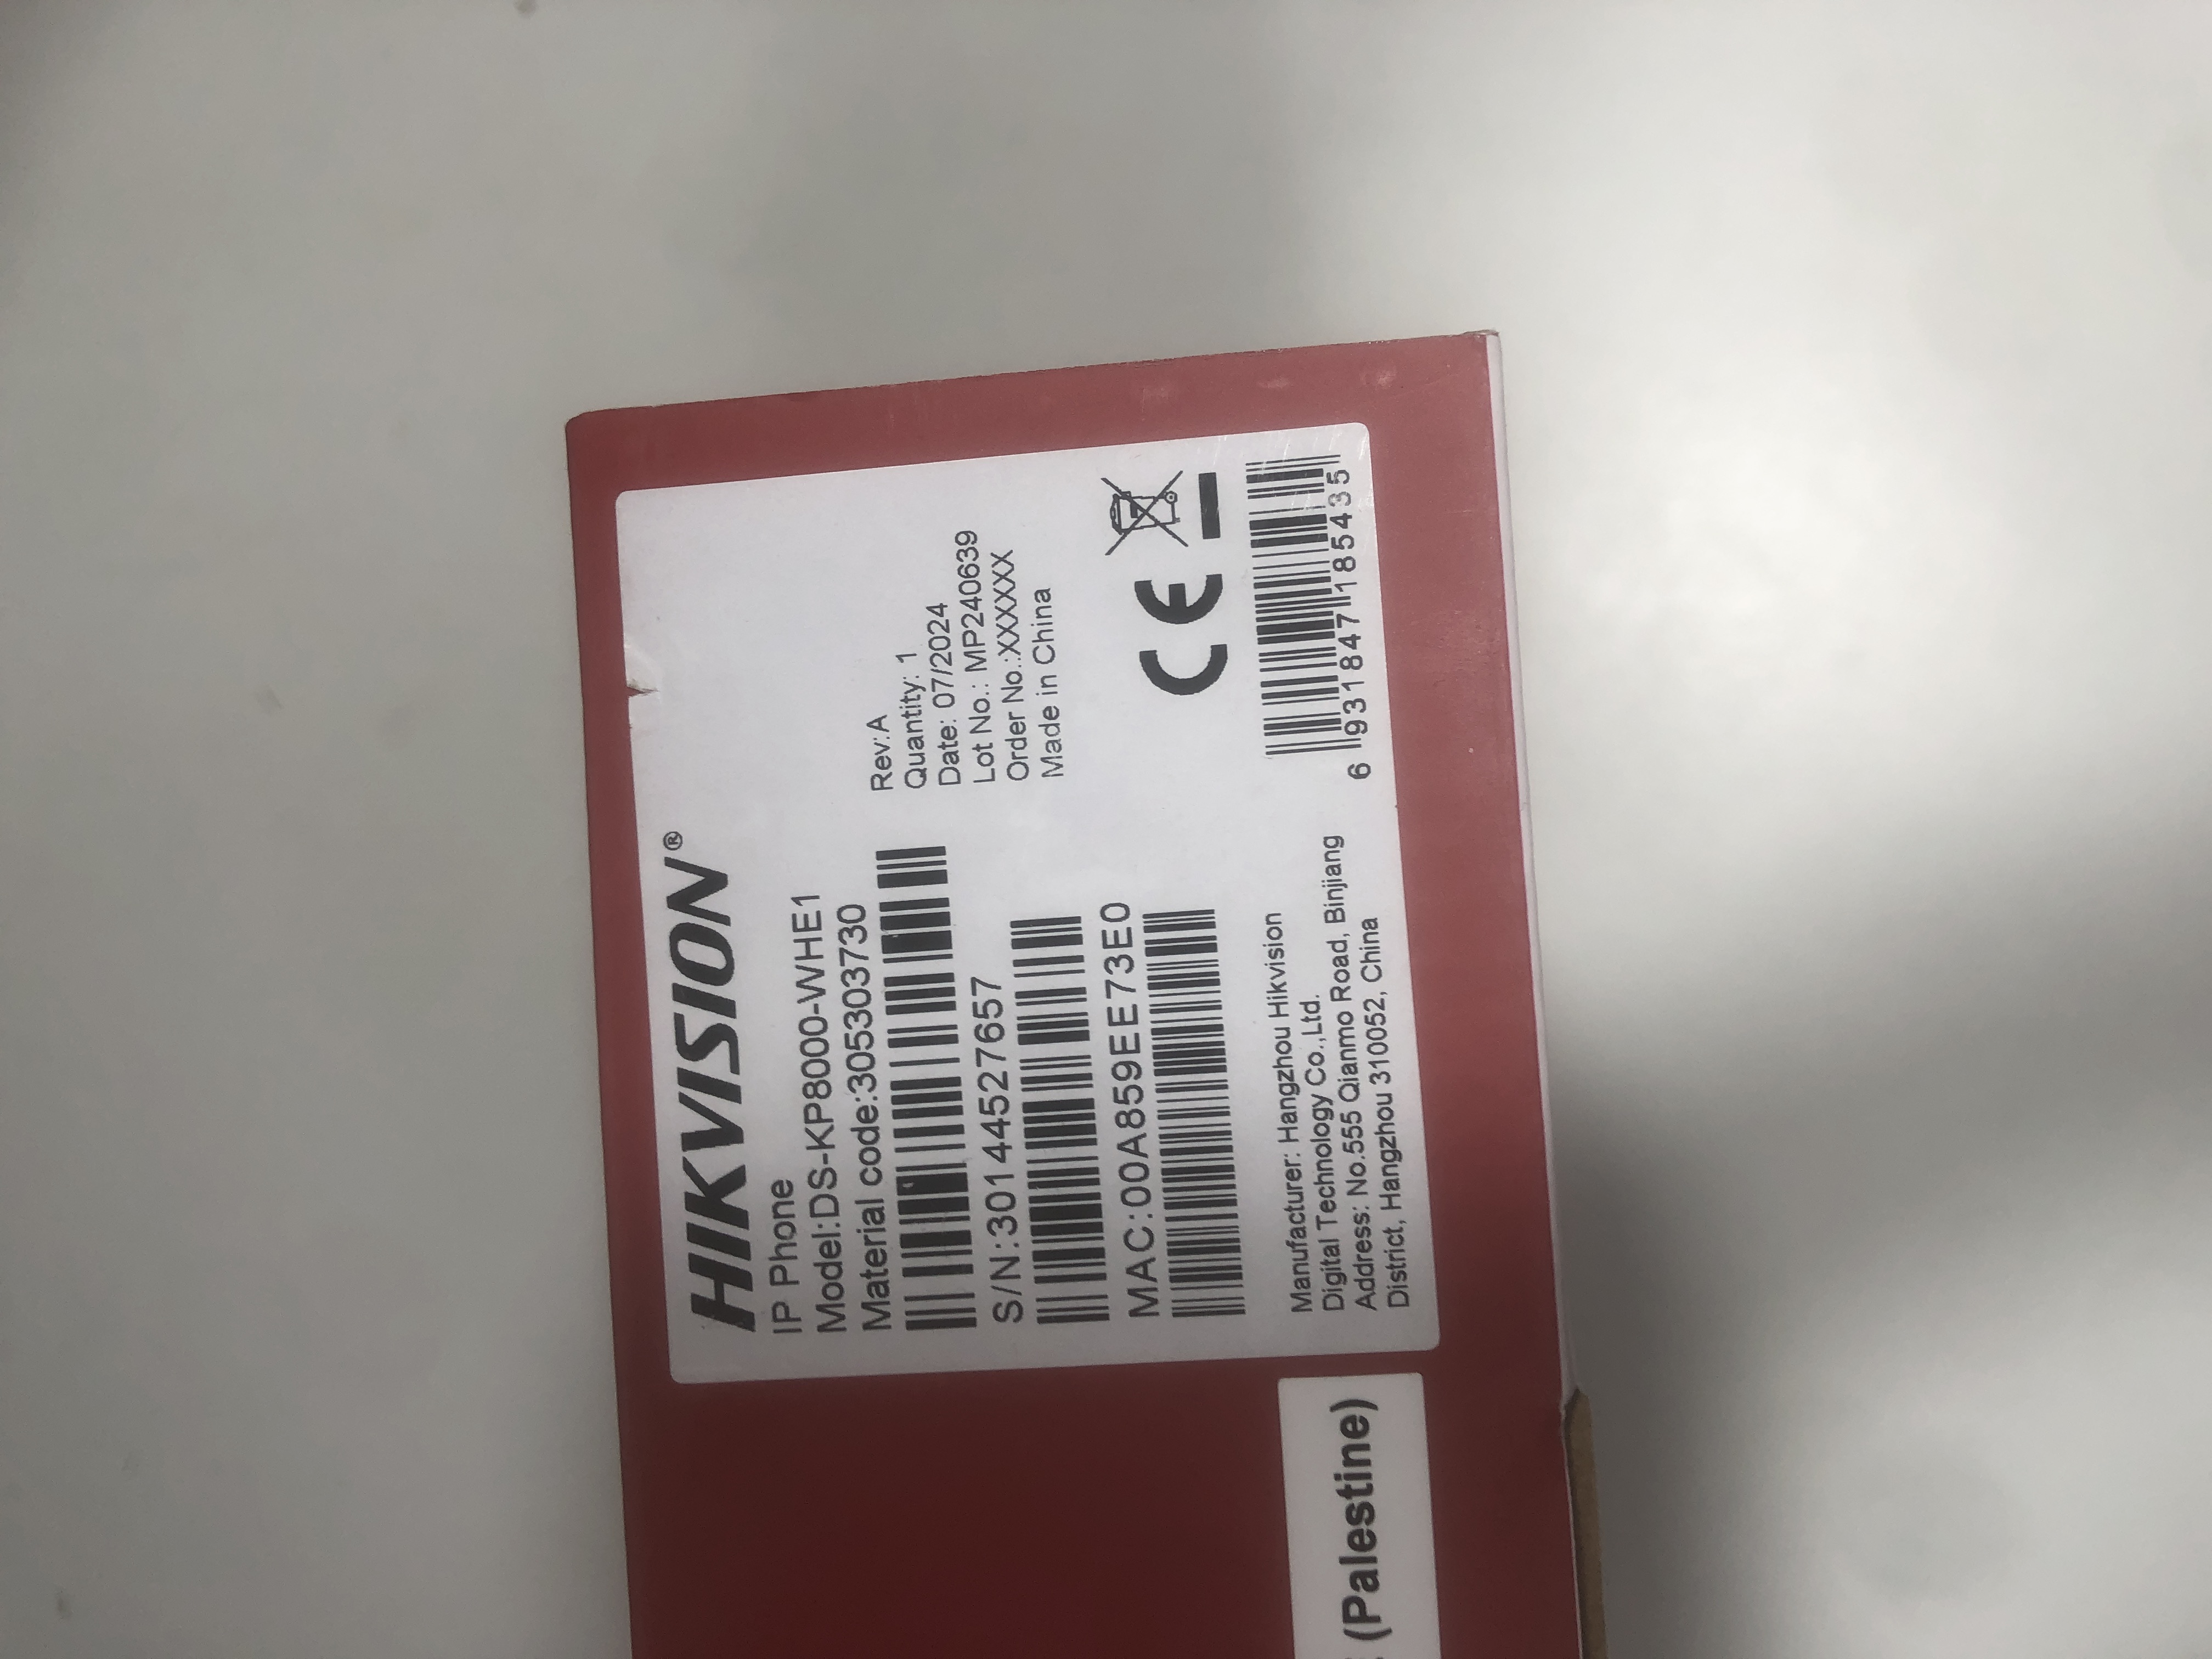 HIKVISION®
IP Phone
Model:DS-KP8000-WHE1
Material code:305303730
S/N:30144527657
MAC:00A859EE73E0
Rev:A
Quantity: 1
Date: 07/2024
Lot No.: MP240639
Order No.:XXXXXX
Made in China
CE
Manufacturer: Hangzhou Hikvision
Digital Technology Co.,Ltd.
Address: No.555 Qianmo Road, Binjiang
District, Hangzhou 310052, China
6 931847 185435
(Palestine)